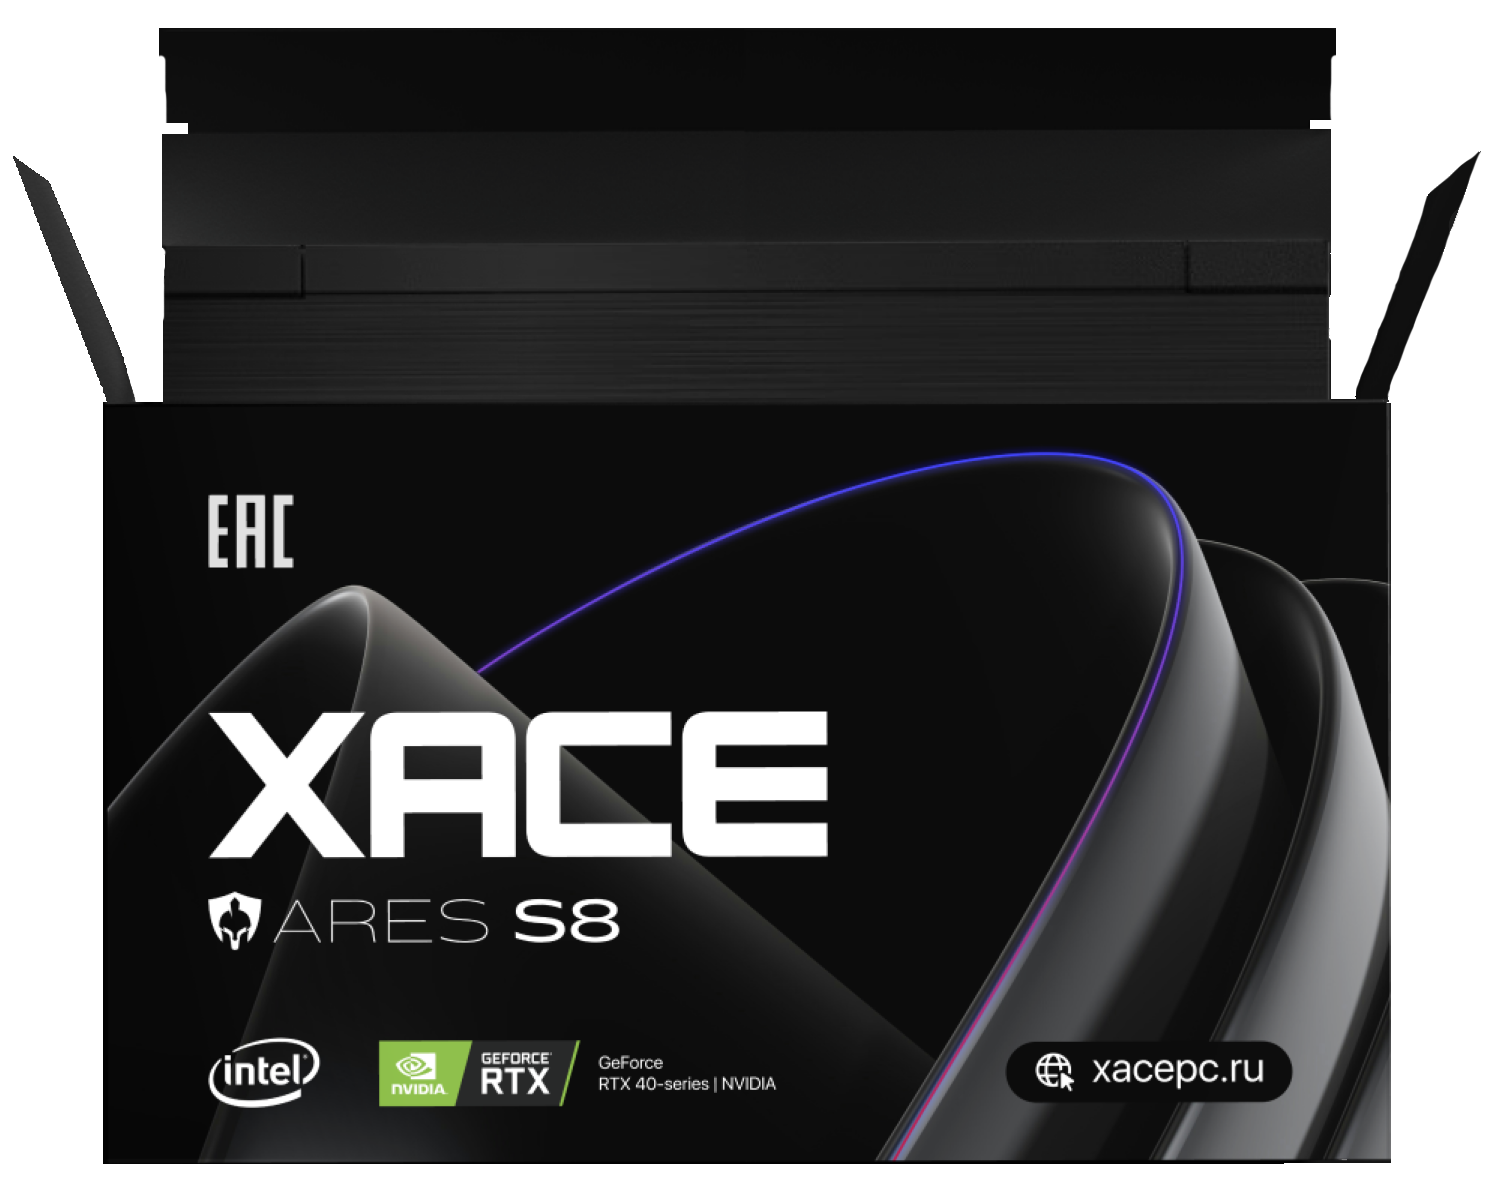 EAC
XACE
ARES S8
intel
NVIDIA
GEFORCE
RTX
GeForce
RTX 40-series | NVIDIA
xacepc.ru